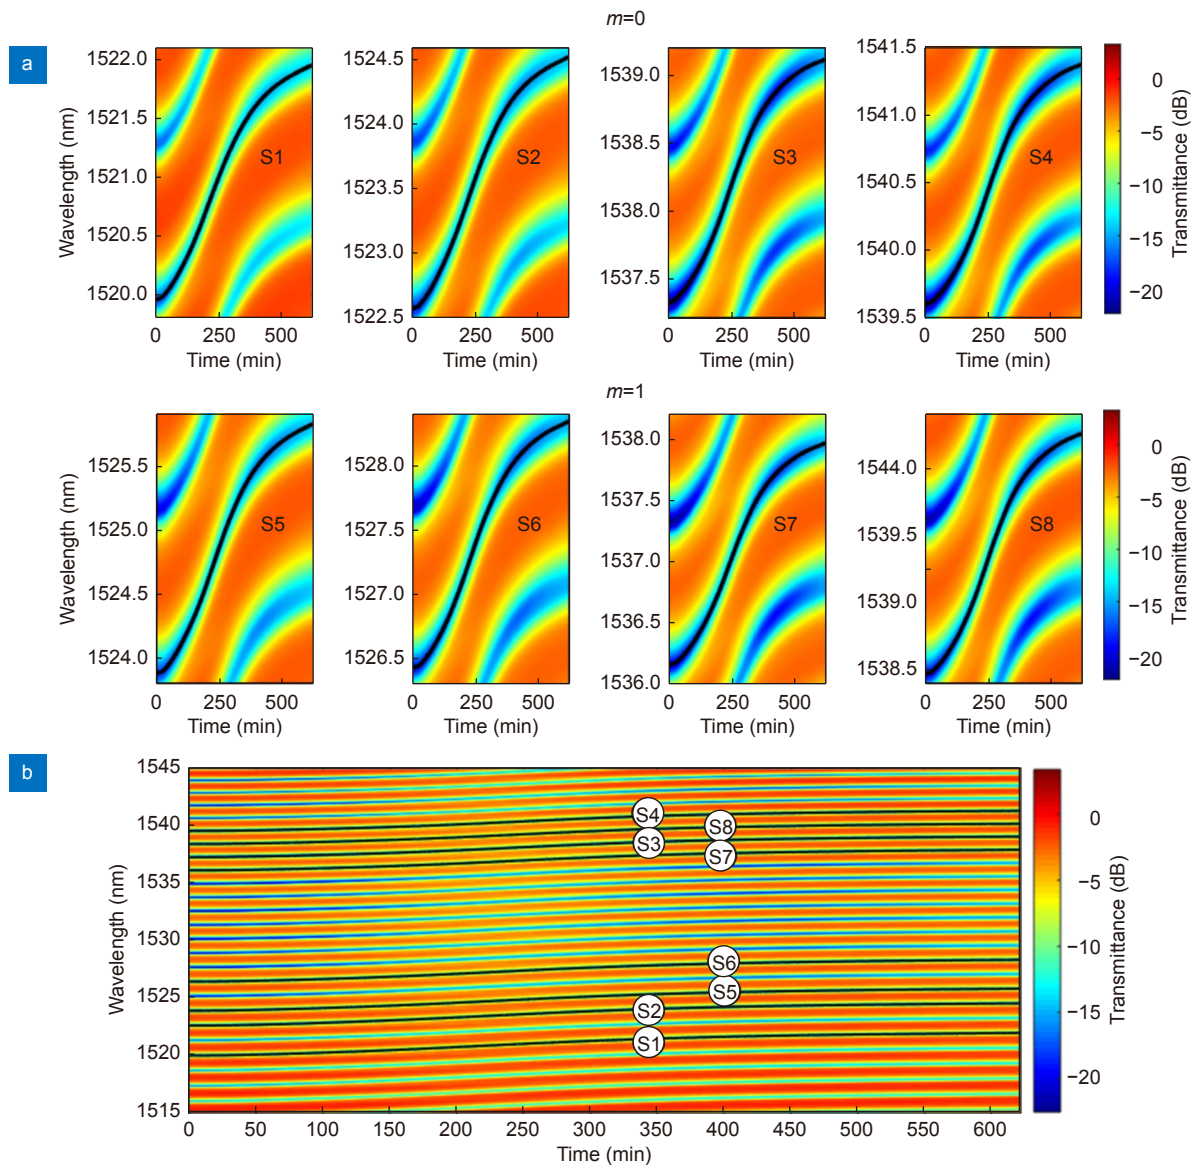 m=0
a
1522.0
1521.5
1521.0
1520.5
1520.0
Wavelength (nm)
S1
0
250
500
Time (min)
1524.5
1524.0
1523.5
1523.0
1522.5
S2
0
250
500
Time (min)
1539.0
1538.5
1538.0
1537.5
S3
0
250
500
Time (min)
1541.5
1541.0
1540.5
1540.0
1539.5
S4
0
250
500
Time (min)
0
−5
−10
−15
−20
Transmittance (dB)
m=1
1525.5
1525.0
1524.5
1524.0
Wavelength (nm)
S5
0
250
500
Time (min)
1528.0
1527.5
1527.0
1526.5
S6
0
250
500
Time (min)
1538.0
1537.5
1537.0
1536.5
1536.0
S7
0
250
500
Time (min)
1544.0
1539.5
1539.0
1538.5
S8
0
250
500
Time (min)
0
−5
−10
−15
−20
Transmittance (dB)
b
1545
1540
1535
1530
1525
1520
1515
Wavelength (nm)
S4
S8
S3
S7
S6
S5
S2
S1
0
50
100
150
200
250
300
350
400
450
500
550
600
Time (min)
0
−5
−10
−15
−20
Transmittance (dB)